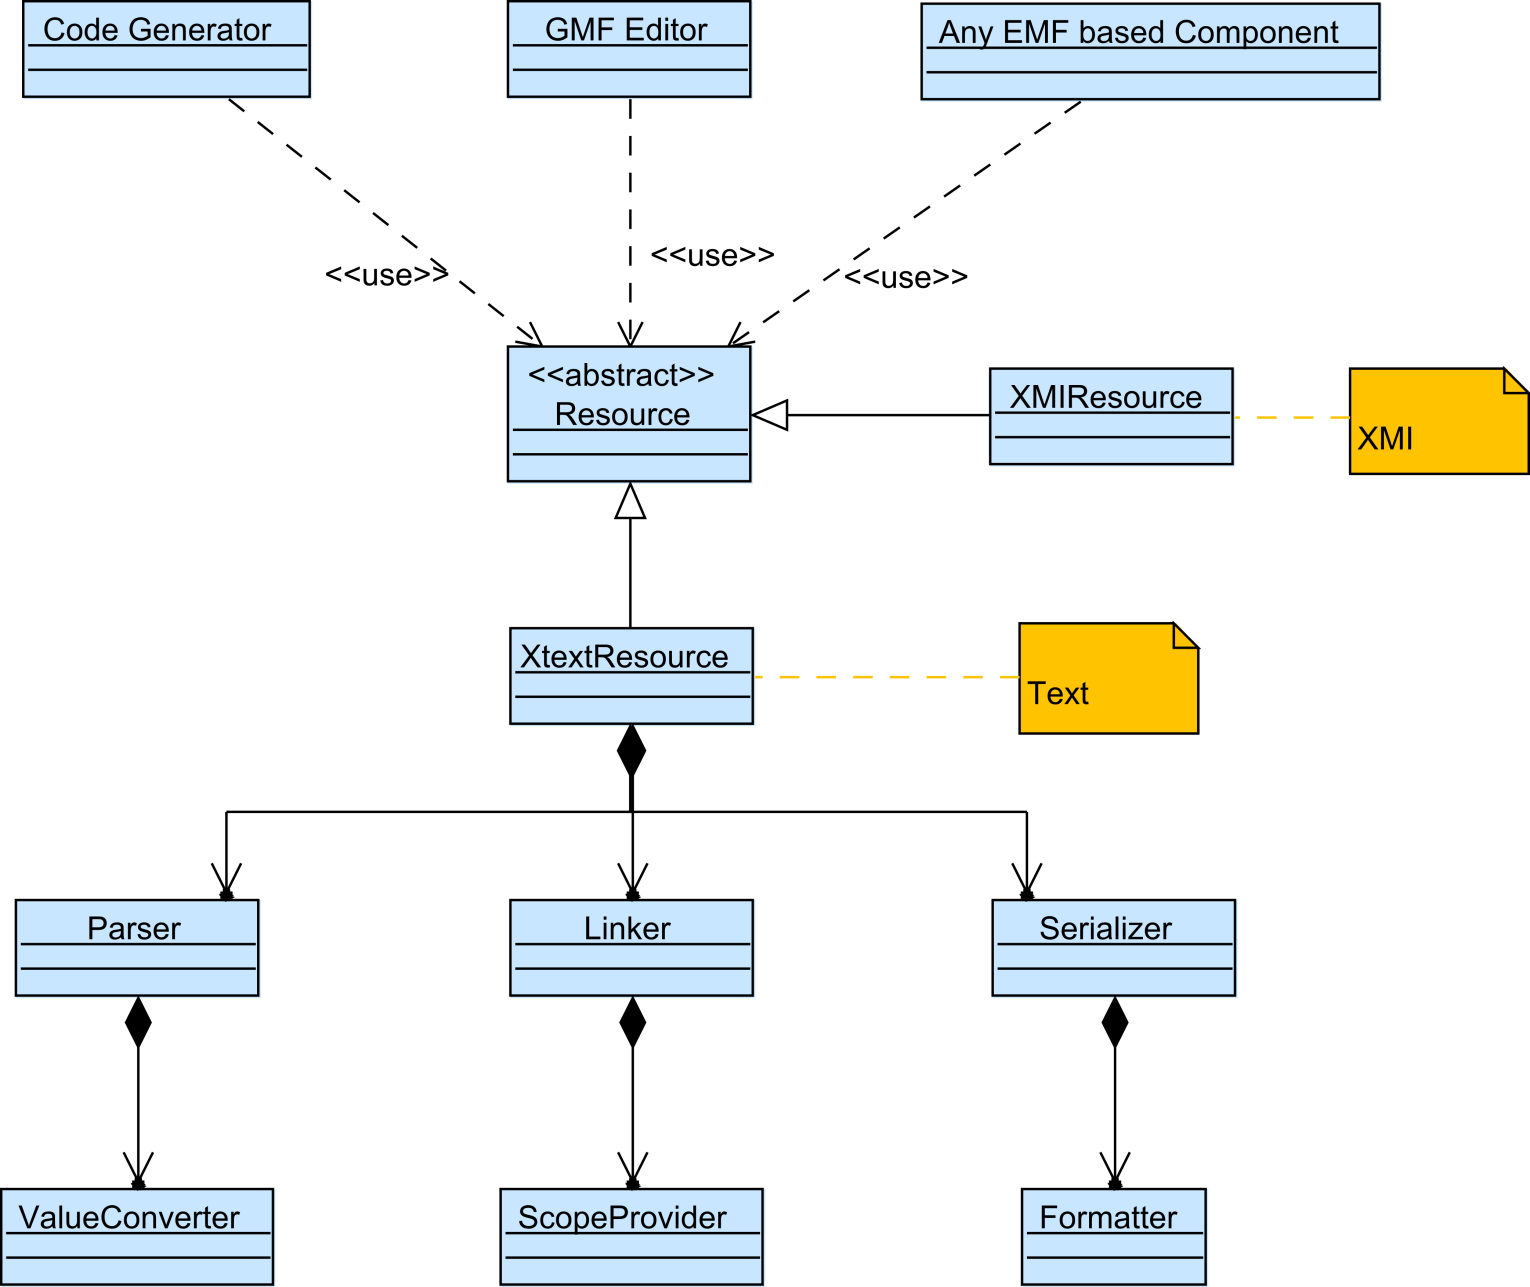 Code Generator
GMF Editor
Any EMF based Component
<<use>>
<<use>>
<<use>>
<<abstract>>
Resource
XMIResource
XMI
XtextResource
Text
Parser
Linker
Serializer
ValueConverter
ScopeProvider
Formatter